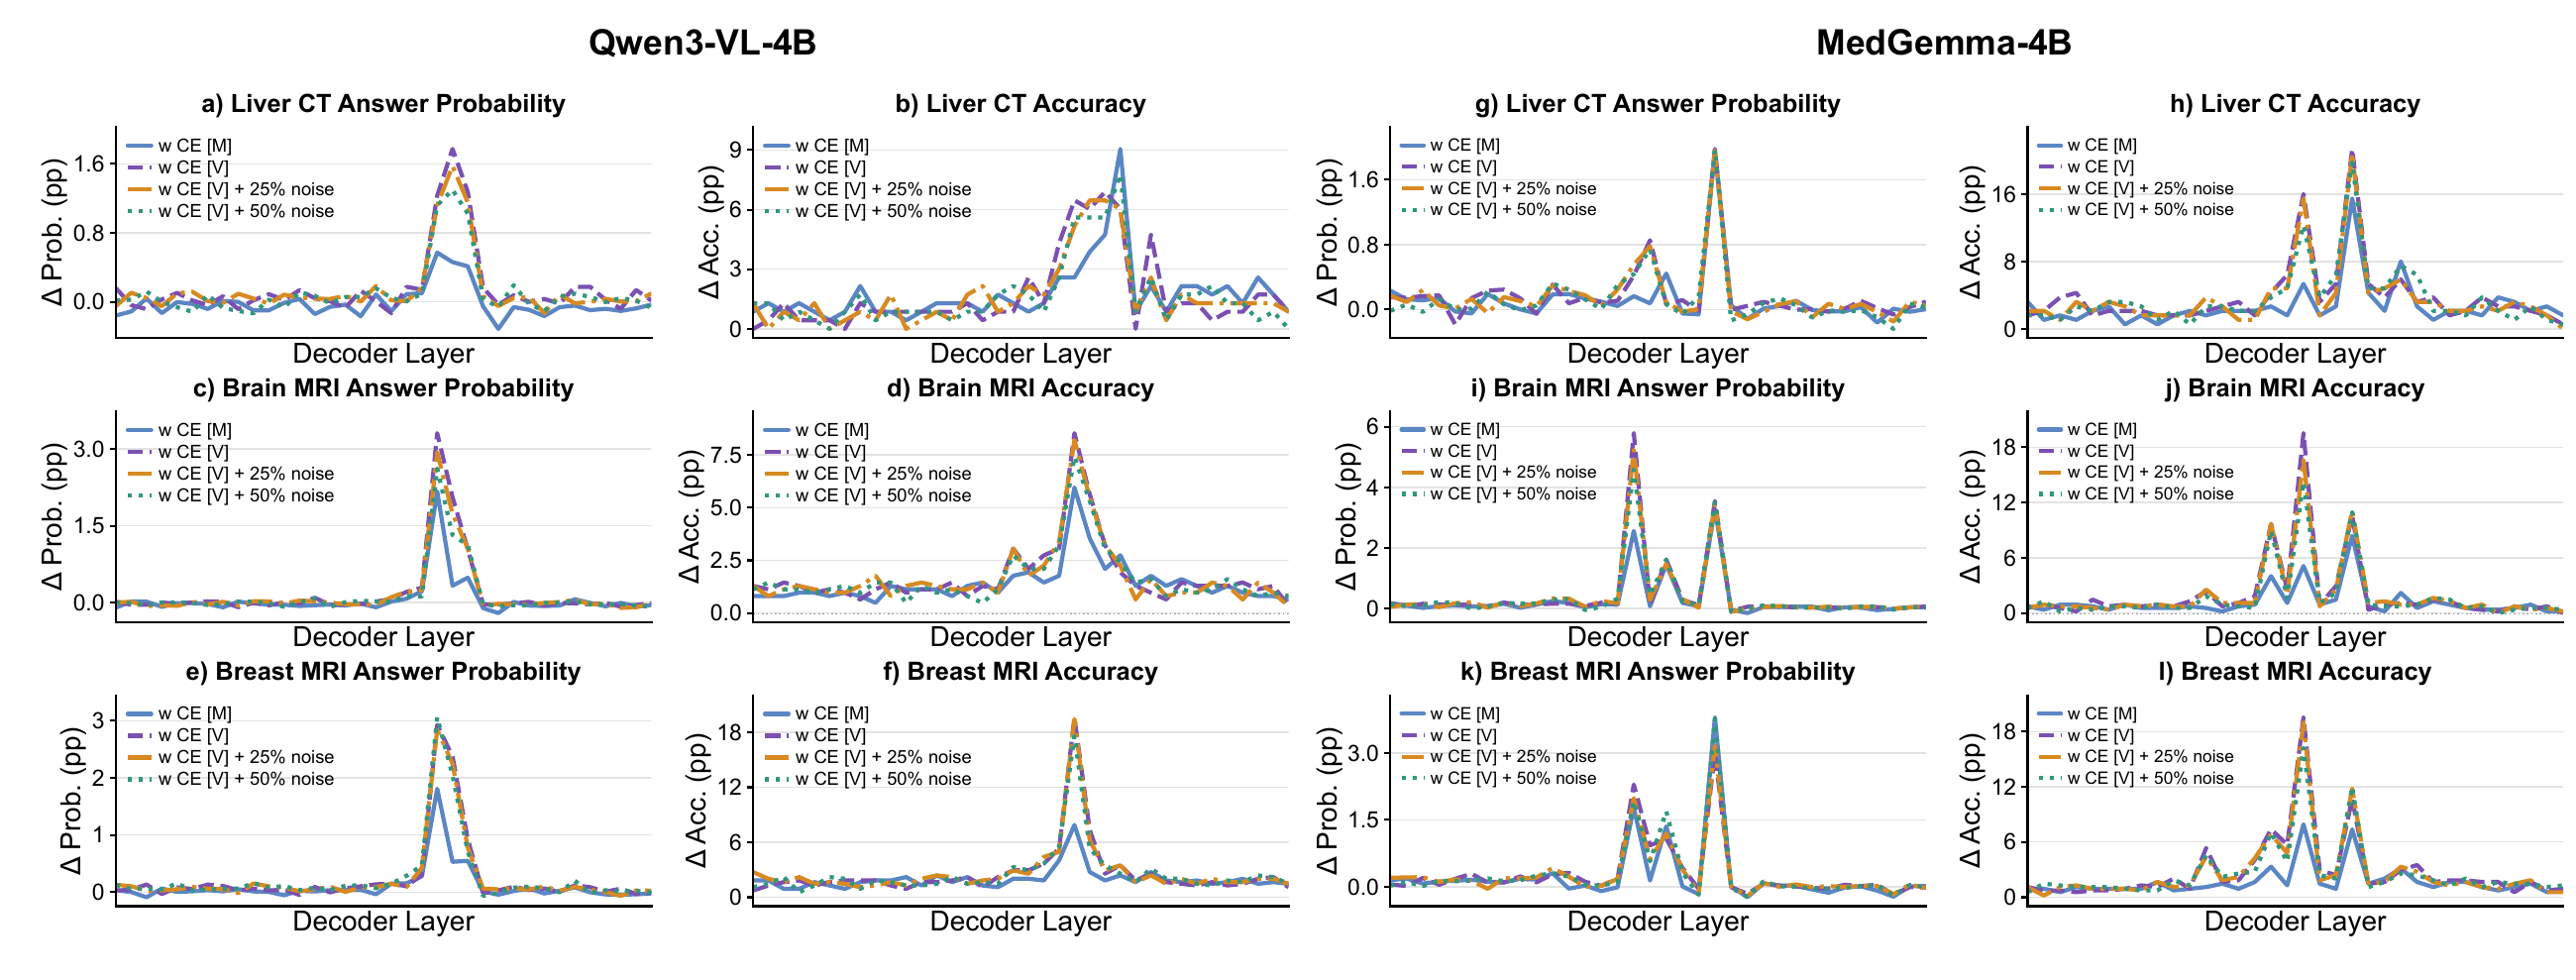 Qwen3-VL-4B
MedGemma-4B
a) Liver CT Answer Probability
Δ Prob. (pp)
1.6
0.8
0.0
w CE [M]
w CE [V]
w CE [V] + 25% noise
w CE [V] + 50% noise
Decoder Layer
b) Liver CT Accuracy
Δ Acc. (pp)
9
6
3
0
w CE [M]
w CE [V]
w CE [V] + 25% noise
w CE [V] + 50% noise
Decoder Layer
g) Liver CT Answer Probability
Δ Prob. (pp)
1.6
0.8
0.0
w CE [M]
w CE [V]
w CE [V] + 25% noise
w CE [V] + 50% noise
Decoder Layer
h) Liver CT Accuracy
Δ Acc. (pp)
16
8
0
w CE [M]
w CE [V]
w CE [V] + 25% noise
w CE [V] + 50% noise
Decoder Layer
c) Brain MRI Answer Probability
Δ Prob. (pp)
3.0
1.5
0.0
w CE [M]
w CE [V]
w CE [V] + 25% noise
w CE [V] + 50% noise
Decoder Layer
d) Brain MRI Accuracy
Δ Acc. (pp)
7.5
5.0
2.5
0.0
w CE [M]
w CE [V]
w CE [V] + 25% noise
w CE [V] + 50% noise
Decoder Layer
i) Brain MRI Answer Probability
Δ Prob. (pp)
6
4
2
0
w CE [M]
w CE [V]
w CE [V] + 25% noise
w CE [V] + 50% noise
Decoder Layer
j) Brain MRI Accuracy
Δ Acc. (pp)
18
12
6
0
w CE [M]
w CE [V]
w CE [V] + 25% noise
w CE [V] + 50% noise
Decoder Layer
e) Breast MRI Answer Probability
Δ Prob. (pp)
3
2
1
0
w CE [M]
w CE [V]
w CE [V] + 25% noise
w CE [V] + 50% noise
Decoder Layer
f) Breast MRI Accuracy
Δ Acc. (pp)
18
12
6
0
w CE [M]
w CE [V]
w CE [V] + 25% noise
w CE [V] + 50% noise
Decoder Layer
k) Breast MRI Answer Probability
Δ Prob. (pp)
3.0
1.5
0.0
w CE [M]
w CE [V]
w CE [V] + 25% noise
w CE [V] + 50% noise
Decoder Layer
l) Breast MRI Accuracy
Δ Acc. (pp)
18
12
6
0
w CE [M]
w CE [V]
w CE [V] + 25% noise
w CE [V] + 50% noise
Decoder Layer